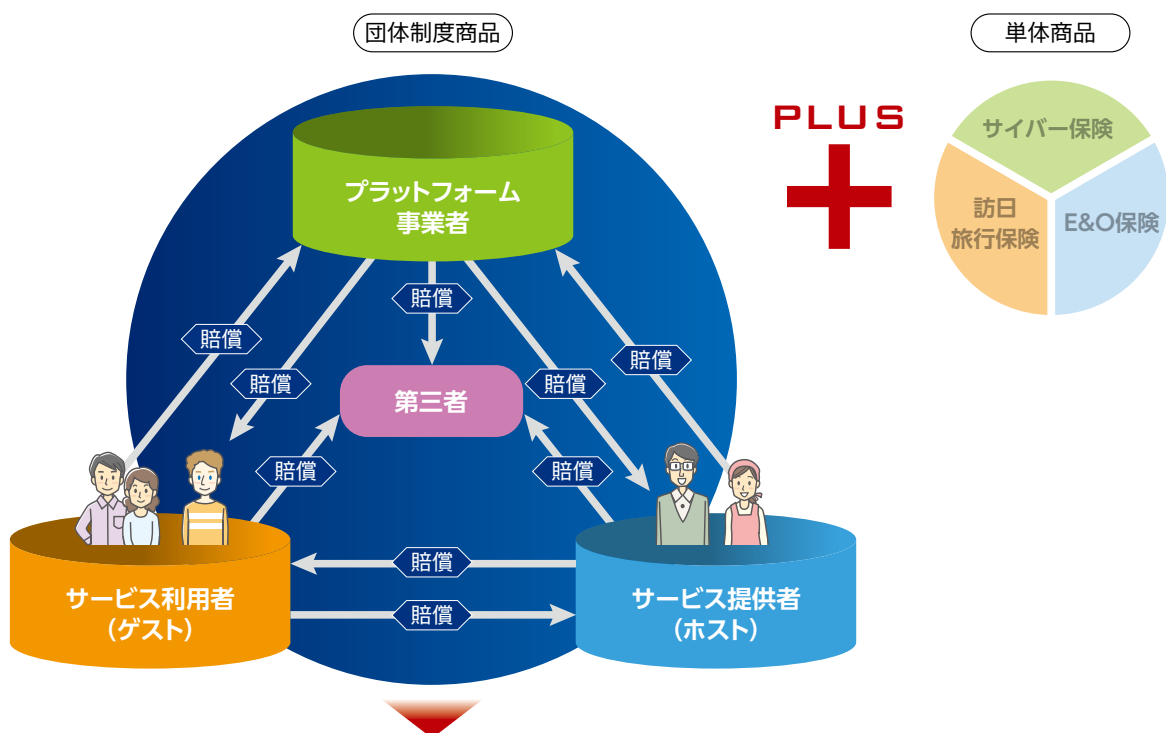 団体制度商品
単体商品
PLUS
サイバー保険
訪日
旅行保険
E&O保険
プラットフォーム
事業者
賠償
賠償
賠償
賠償
賠償
第三者
賠償
賠償
賠償
賠償
サービス利用者
(ゲスト)
サービス提供者
(ホスト)